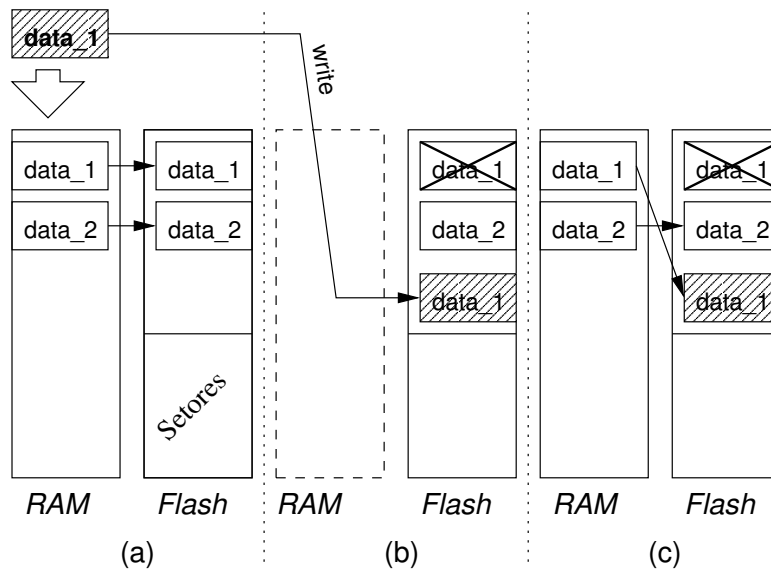 data_1
write
data_1 data_1 data_1 data_1 data_1
data_2 data_2 data_2 data_2 data_2
data_1 data_1
Setores
RAM Flash RAM Flash RAM Flash
(a) (b) (c)